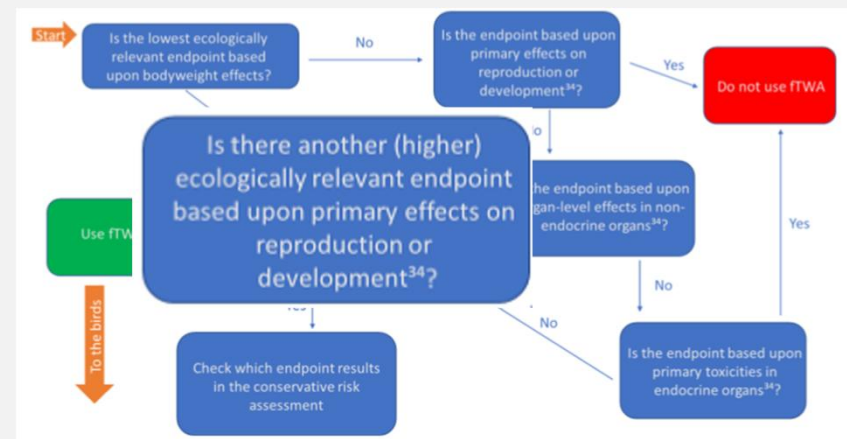 Start
Is the lowest ecologically
relevant endpoint based
upon bodyweight effects?
No
Is the endpoint based upon
primary effects on
reproduction or
development³⁴?
Yes
Do not use fTWA
Is there another (higher)
ecologically relevant endpoint
based upon primary effects on
reproduction or
development³⁴?
the endpoint based upon
effects in non-
endocrine organs³⁴?
Use
Yes
No
To the birds
No
Check which endpoint results
in the conservative risk
assessment
Is the endpoint based upon
primary toxicities in
endocrine organs³⁴?